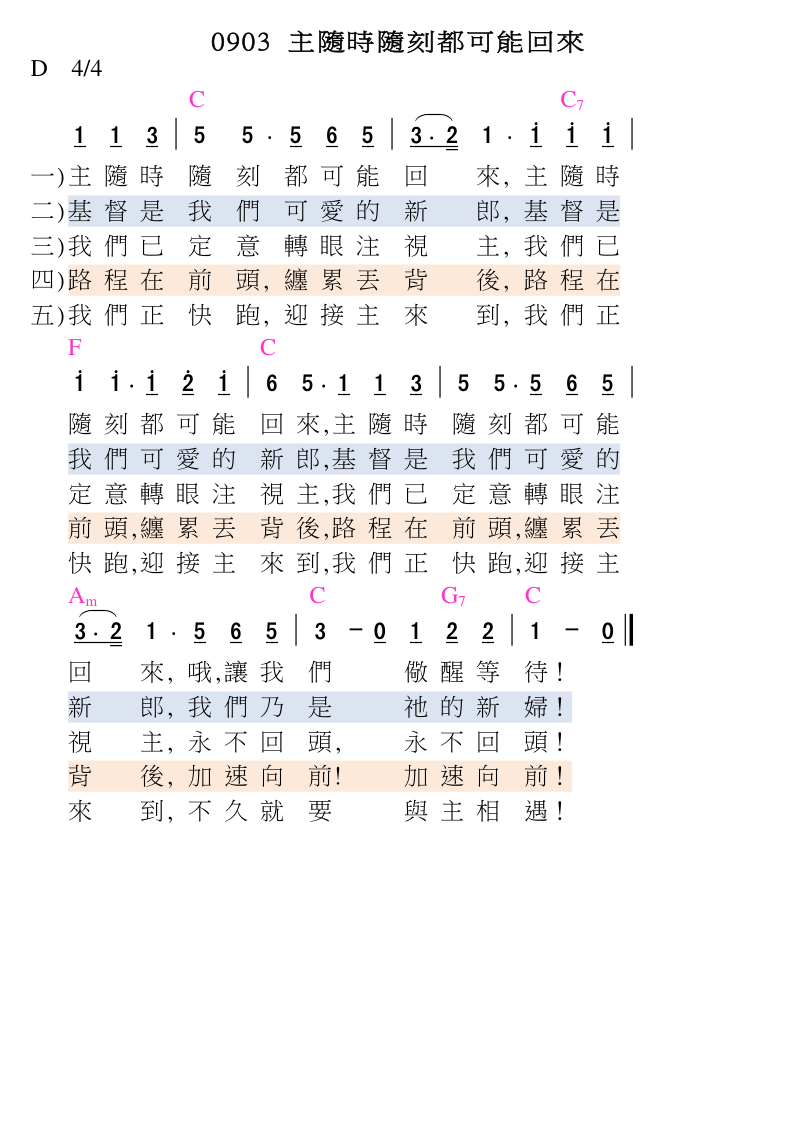 0903 主隨時隨刻都可能回來
D 4/4
C C7
1 1 3 | 5 5 · 5 6 5 | 3 · 2 1 · i i i |
一)主隨時 隨 刻 都可能 回 來, 主隨時
二)基督是 我 們 可愛的 新 郎, 基督是
三)我們已 定 意 轉眼注 視 主, 我們已
四)路程在 前 頭, 纏累丟 背 後, 路程在
五)我們正 快 跑, 迎接主 來 到, 我們正
F C
i i · i 2̇ i | 6 5 · 1 1 3 | 5 5 · 5 6 5 |
隨刻都可能 回來,主隨時 隨刻都可能
我們可愛的 新郎,基督是 我們可愛的
定意轉眼注 視主,我們已 定意轉眼注
前頭,纏累丟 背後,路程在 前頭,纏累丟
快跑,迎接主 來到,我們正 快跑,迎接主
Am C G7 C
3 · 2 1 · 5 6 5 | 3 – 0 1 2 2 | 1 – 0 ‖
回 來, 哦,讓我 們 儆醒等 待!
新 郎, 我們乃 是 祂的新 婦!
視 主, 永不回 頭, 永不回 頭!
背 後, 加速向 前! 加速向 前!
來 到, 不久就 要 與主相 遇!